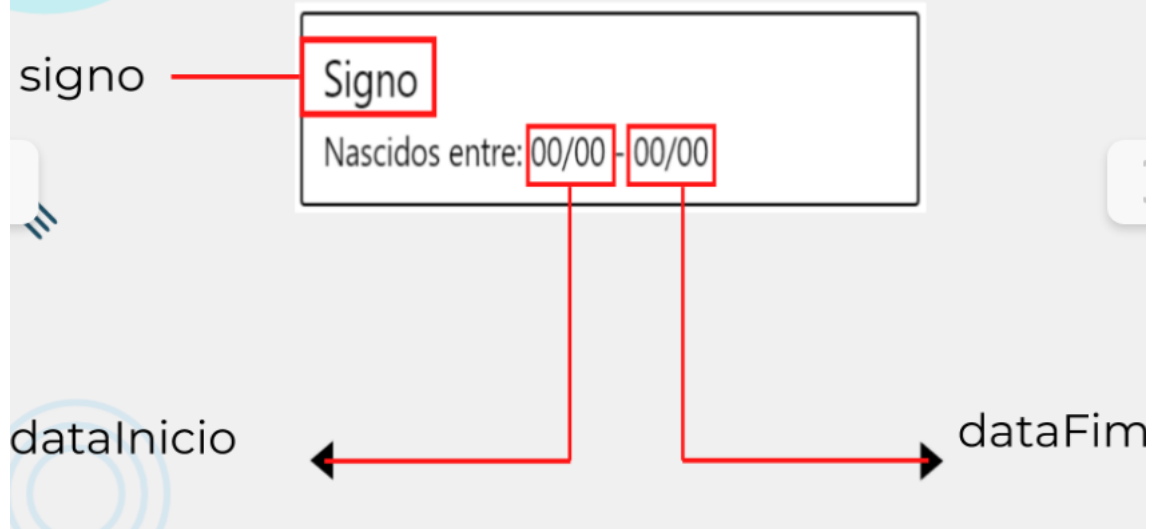 signo
Signo
Nascidos entre: 00/00 - 00/00
dataInicio
dataFim